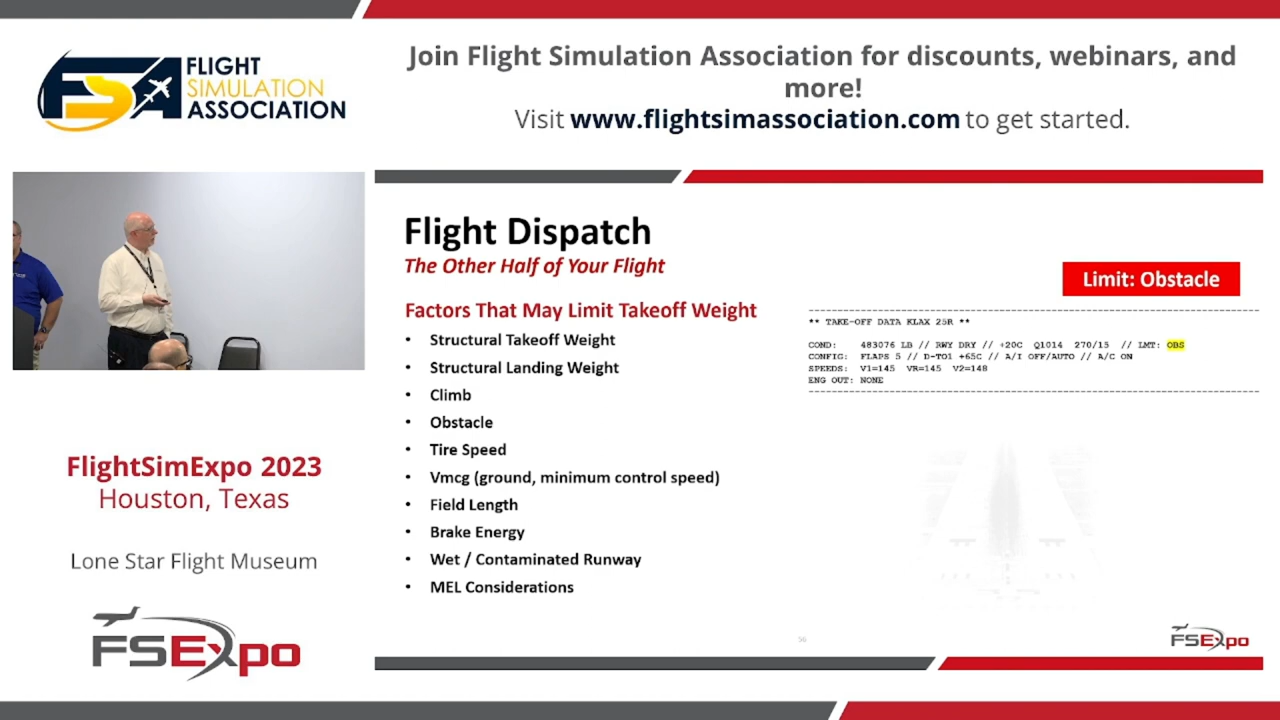 FLIGHT
SIMULATION
ASSOCIATION
Join Flight Simulation Association for discounts, webinars, and
more!
Visit www.flightsimassociation.com to get started.
Flight Dispatch
The Other Half of Your Flight
Limit: Obstacle
Factors That May Limit Takeoff Weight
• Structural Takeoff Weight
• Structural Landing Weight
• Climb
• Obstacle
• Tire Speed
• Vmcg (ground, minimum control speed)
• Field Length
• Brake Energy
• Wet / Contaminated Runway
• MEL Considerations
** TAKE-OFF DATA KLAX 25R **
COND: 483076 LB // RWY DRY // +20C Q1014 270/15 // LMT: OBS
CONFIG: FLAPS 5 // D-TO1 +65C // A/I OFF/AUTO // A/C ON
SPEEDS: V1=145 VR=145 V2=148
ENG OUT: NONE
FlightSimExpo 2023
Houston, Texas
Lone Star Flight Museum
FSExpo
FSExpo